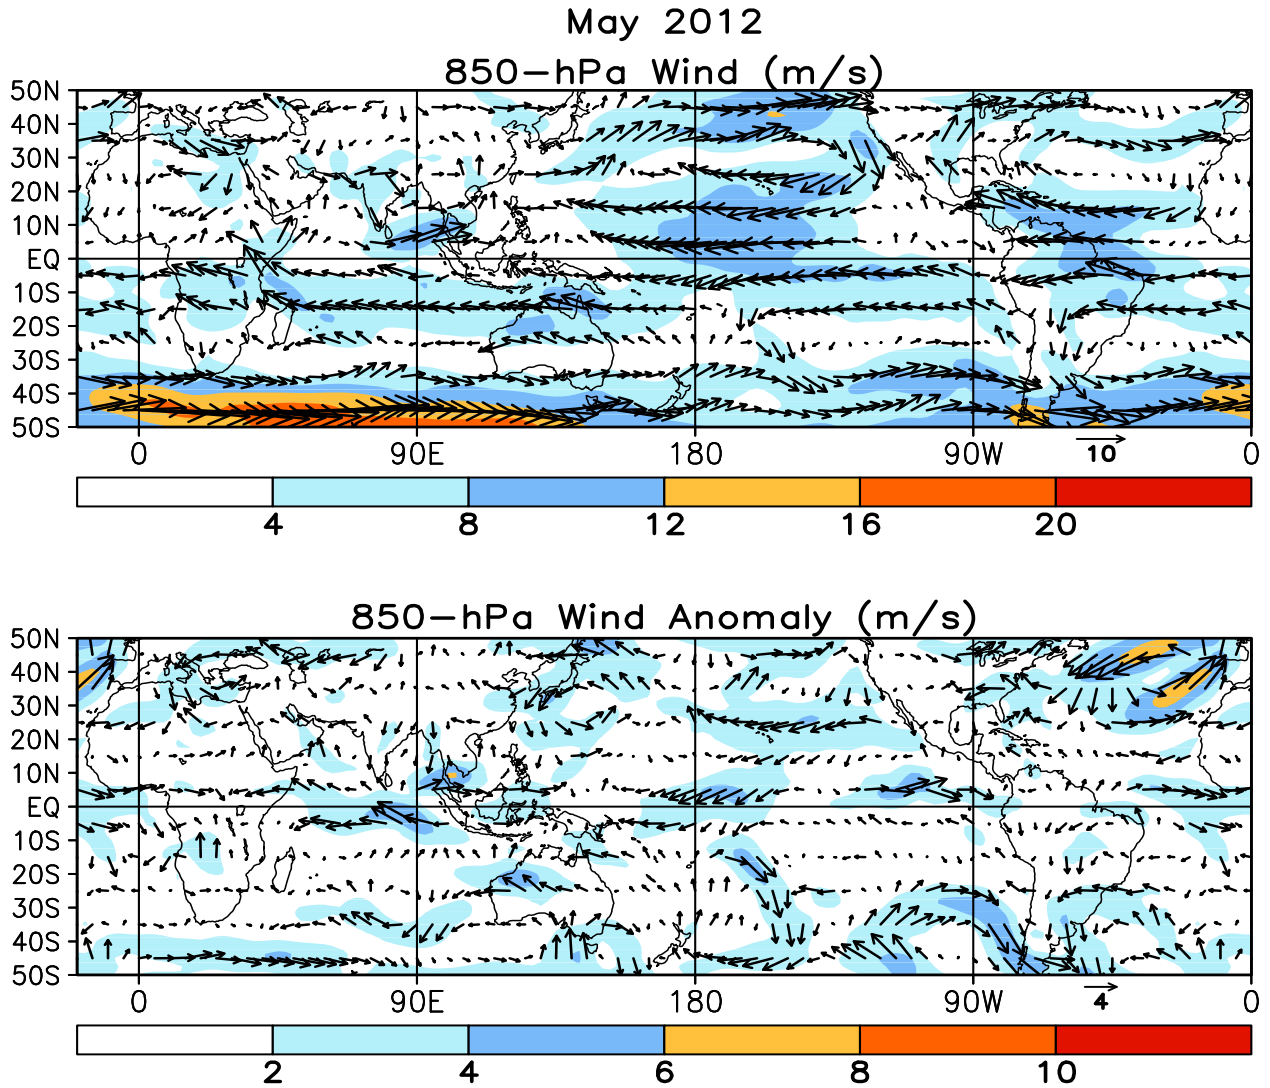 May 2012
850-hPa Wind (m/s)
50N
40N
30N
20N
10N
EQ
10S
20S
30S
40S
50S
0 90E 180 90W 0
10
4 8 12 16 20
850-hPa Wind Anomaly (m/s)
50N
40N
30N
20N
10N
EQ
10S
20S
30S
40S
50S
0 90E 180 90W 0
4
2 4 6 8 10